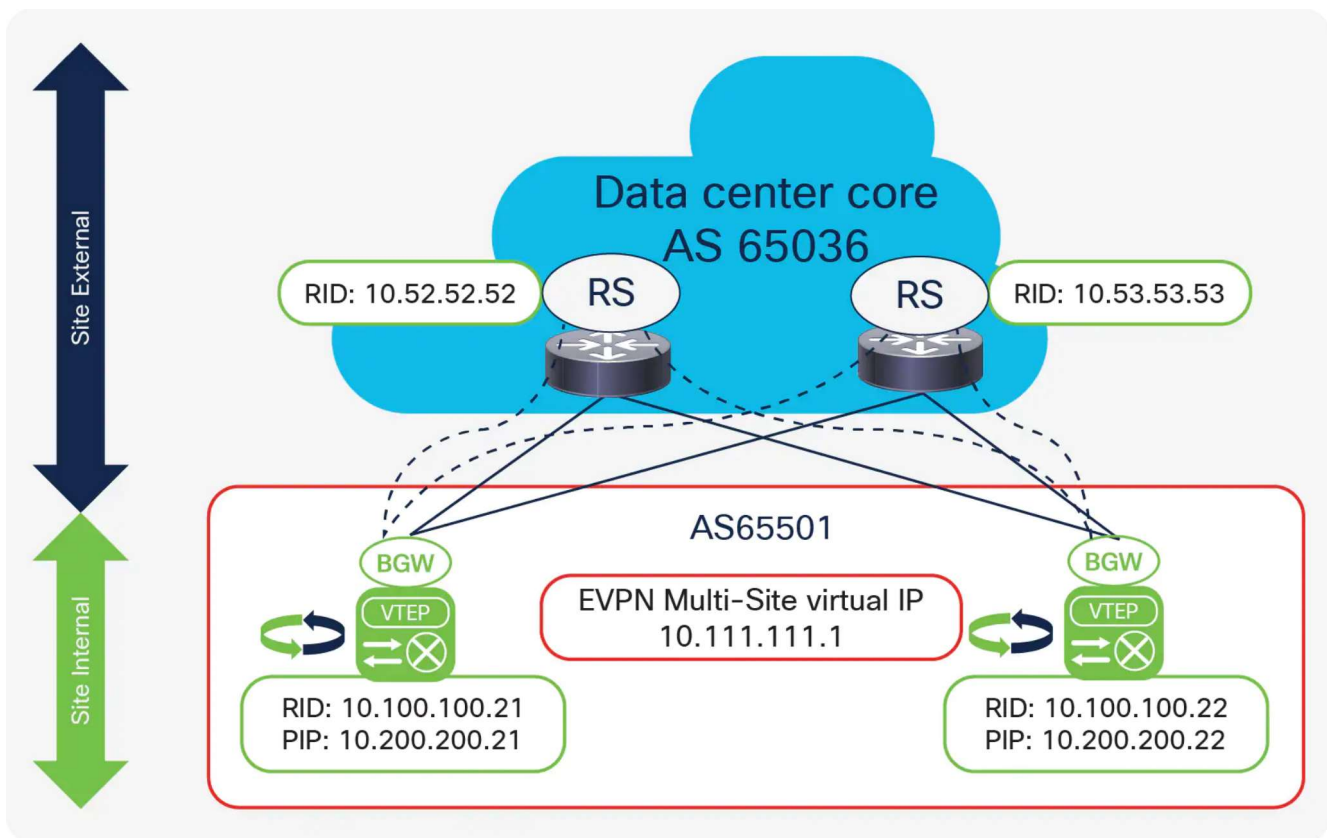 Site External
Data center core
AS 65036
RID: 10.52.52.52
RS
RS
RID: 10.53.53.53
Site Internal
AS65501
BGW
BGW
VTEP
EVPN Multi-Site virtual IP
10.111.111.1
VTEP
RID: 10.100.100.21
PIP: 10.200.200.21
RID: 10.100.100.22
PIP: 10.200.200.22